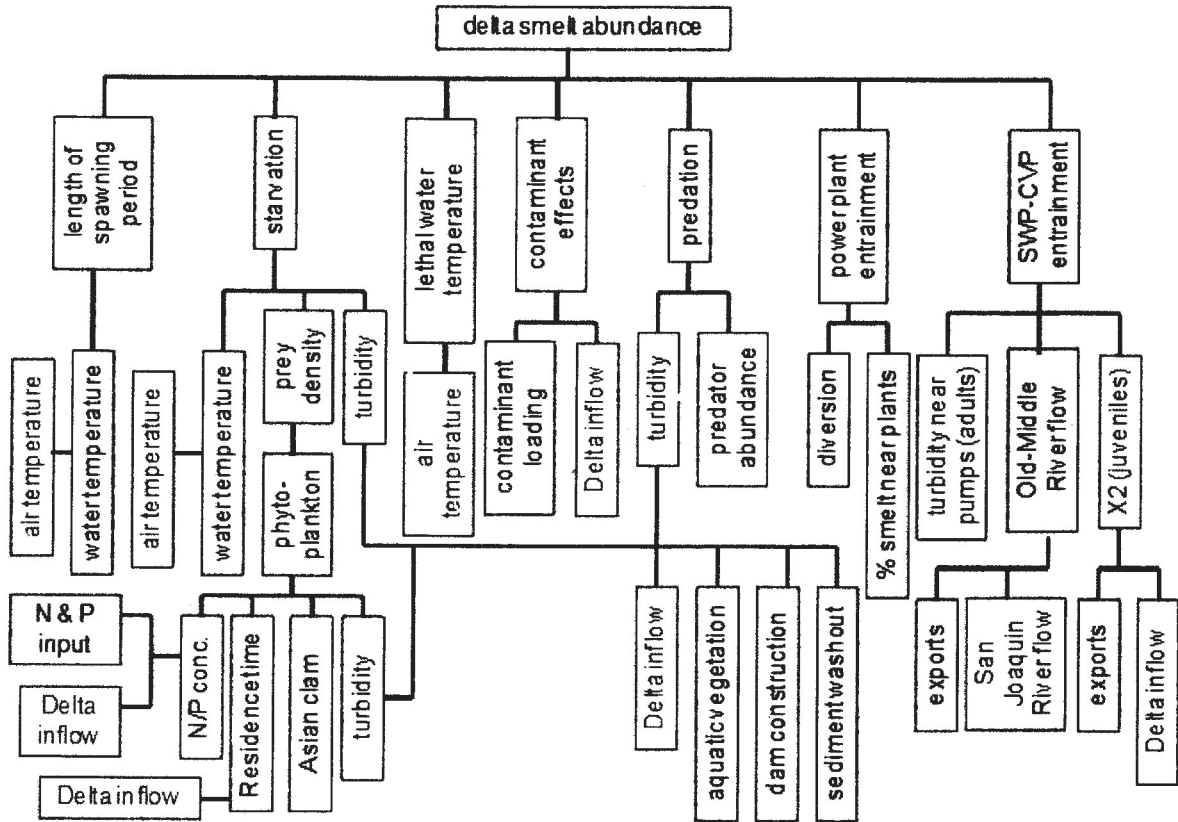 delta smelt abundance
length of
spawning
period
starvation
lethal water
temperature
contaminant
effects
predation
power plant
entrainment
SWP-CVP
entrainment
air temperature
water temperature
air temperature
water temperature
prey
density
turbidity
air
temperature
contaminant
loading
Delta inflow
turbidity
predator
abundance
diversion
% smelt near plants
turbidity near
pumps (adults)
Old-Middle
River flow
X2 (juveniles)
phyto-
plankton
N & P
input
Delta
inflow
N/P conc.
Residence time
Asian clam
turbidity
Delta inflow
Delta inflow
aquatic vegetation
dam construction
sediment washout
exports
San
Joaquin
River flow
exports
Delta inflow